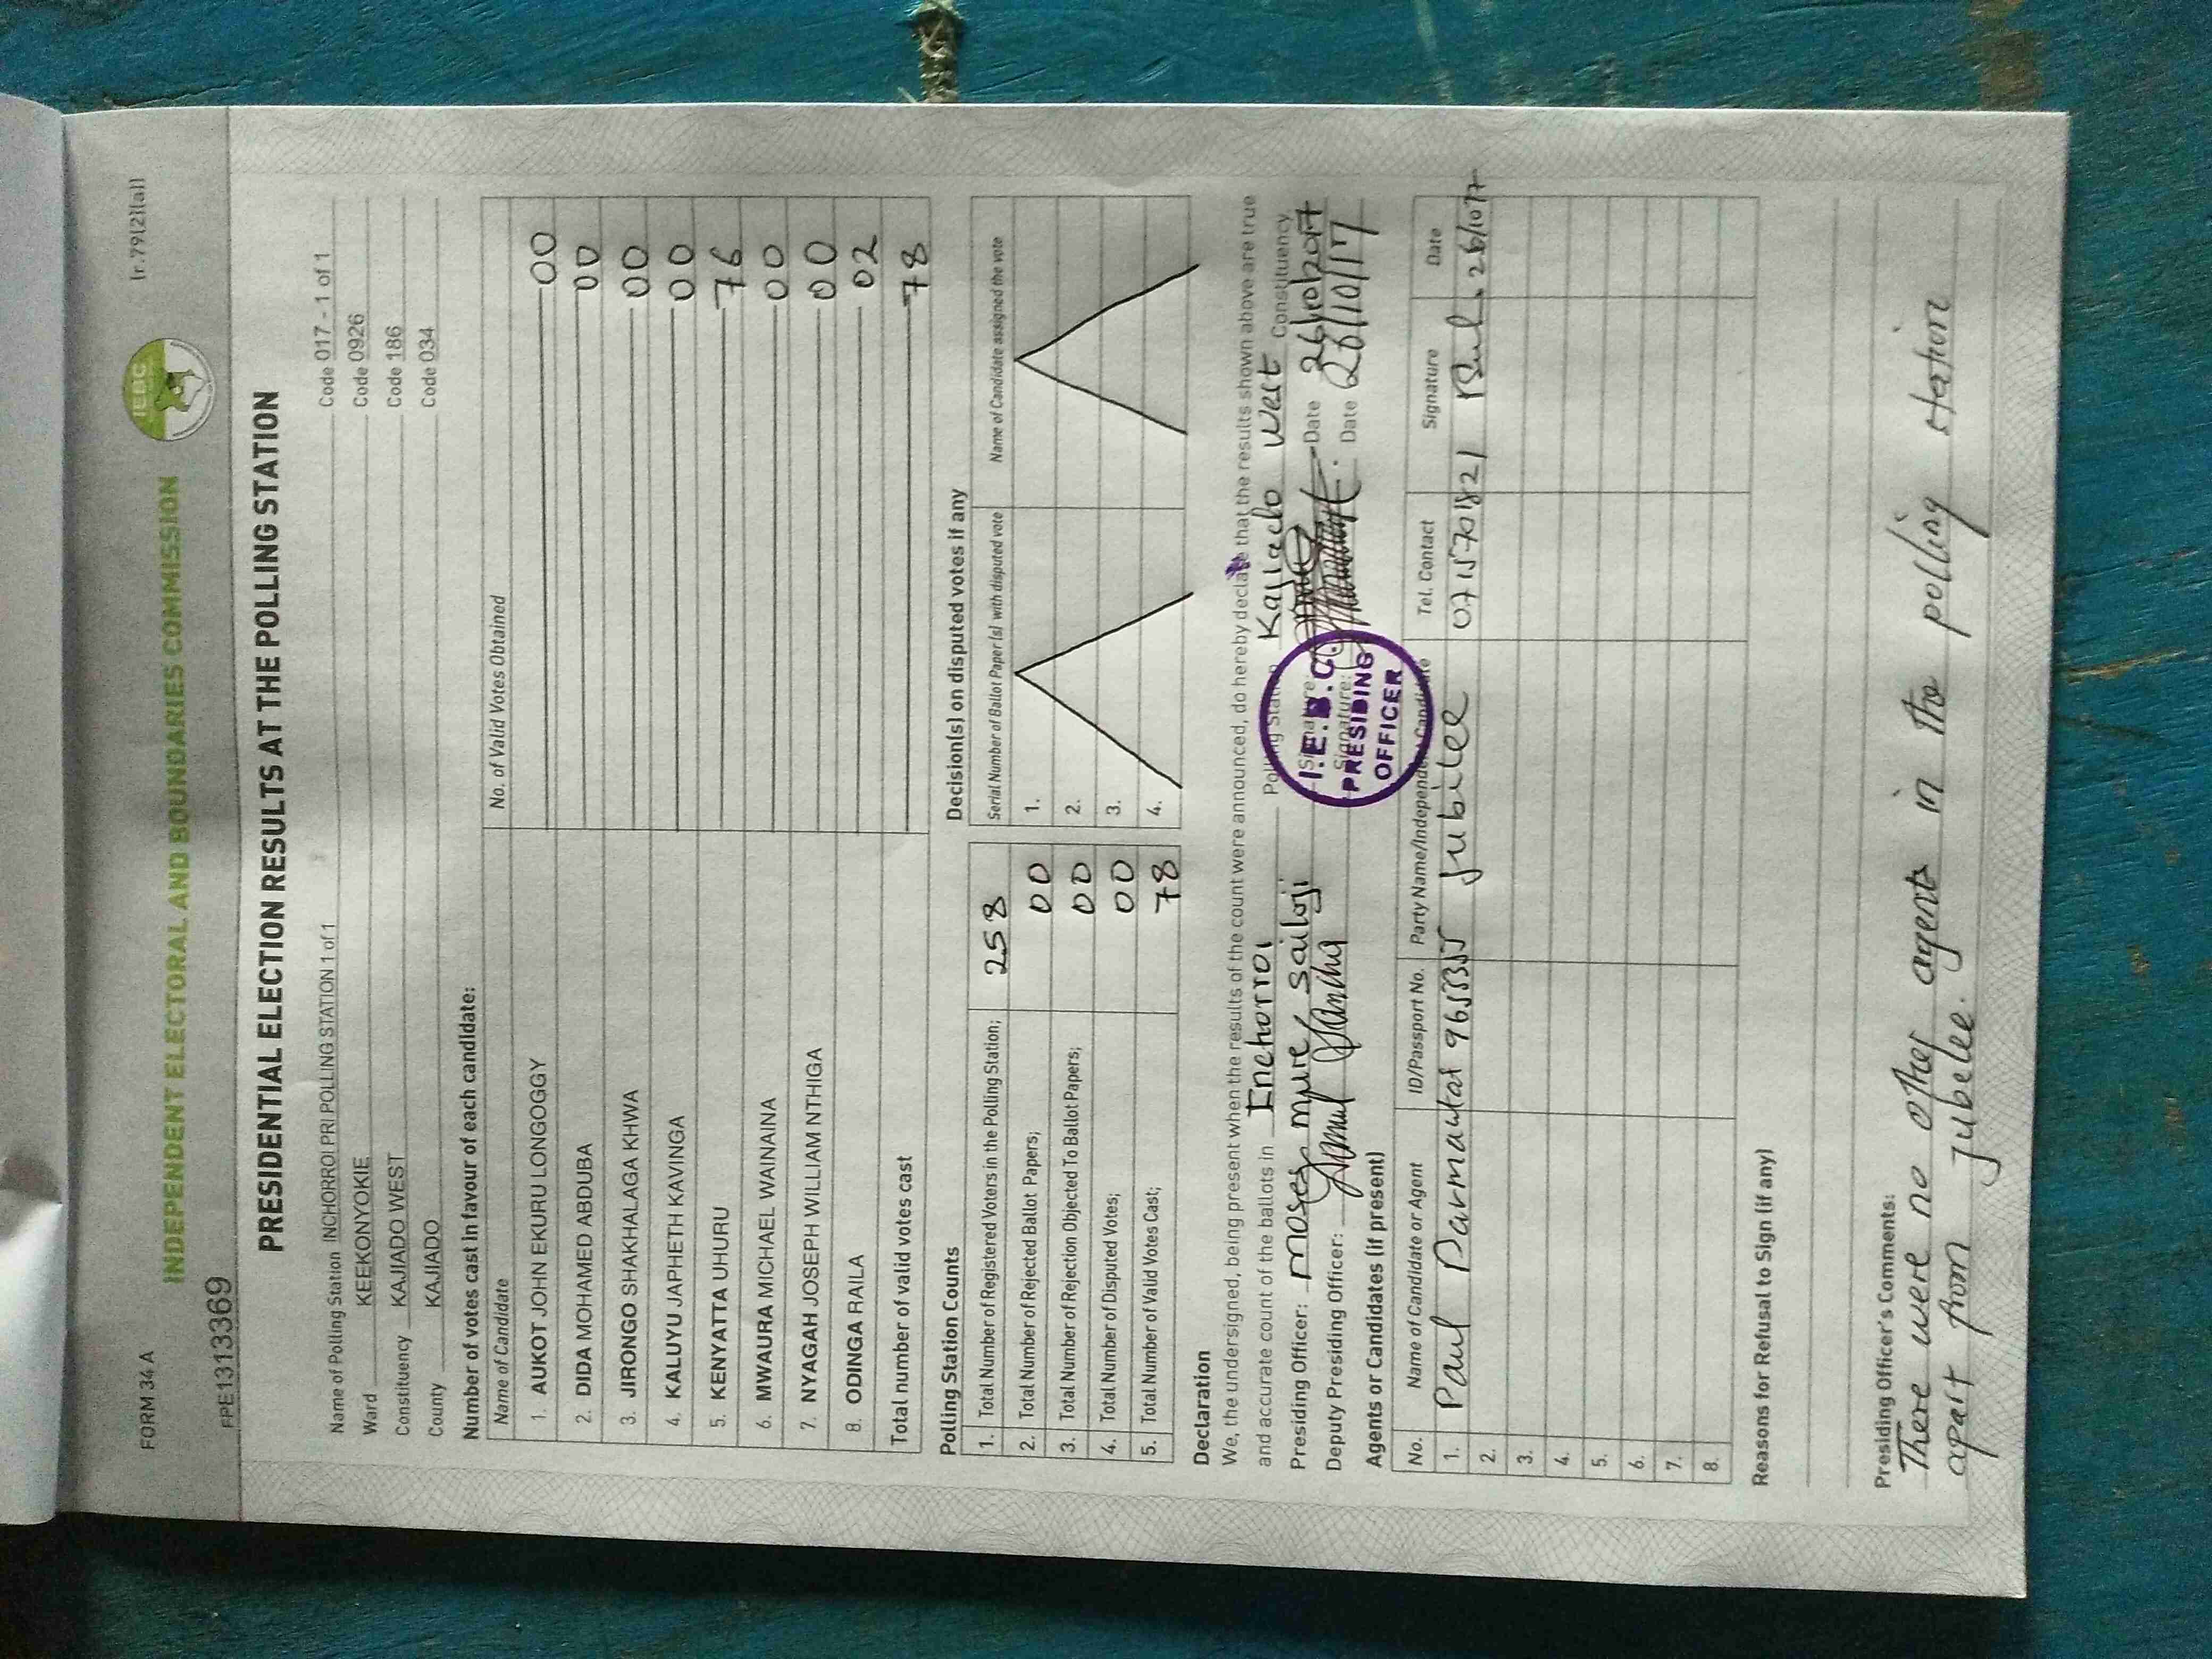 FORM 34 A
(r.79(2)(a))
INDEPENDENT ELECTORAL AND BOUNDARIES COMMISSION
IEBC
FPE1313369
PRESIDENTIAL ELECTION RESULTS AT THE POLLING STATION
Name of Polling Station INCHORROI PRI POLLING STATION 1 of 1 Code 017 - 1 of 1
Ward KEEKONYOKIE Code 0926
Constituency KAJIADO WEST Code 186
County KAJIADO Code 034
Number of votes cast in favour of each candidate:
Name of Candidate No. of Valid Votes Obtained
1. AUKOT JOHN EKURU LONGOGGY 00
2. DIDA MOHAMED ABDUBA 00
3. JIRONGO SHAKHALAGA KHWA 00
4. KALUYU JAPHETH KAVINGA 00
5. KENYATTA UHURU 76
6. MWAURA MICHAEL WAINAINA 00
7. NYAGAH JOSEPH WILLIAM NTHIGA 00
8. ODINGA RAILA 02
Total number of valid votes cast 78
Polling Station Counts
1. Total Number of Registered Voters in the Polling Station; 258
2. Total Number of Rejected Ballot Papers; 00
3. Total Number of Rejection Objected To Ballot Papers; 00
4. Total Number of Disputed Votes; 00
5. Total Number of Valid Votes Cast; 78
Decision(s) on disputed votes if any
Serial Number of Ballot Paper (s) with disputed vote Name of Candidate assigned the vote
1.
2.
3.
4.
Declaration
We, the undersigned, being present when the results of the count were announced, do hereby declare that the results shown above are true
and accurate count of the ballots in Inchorroi Polling Station Kajiado West Constituency
Presiding Officer: Moses Mpure Sailoji Signature: Date 26/10/2017
Deputy Presiding Officer: Signature: Date 26/10/17
I.E.B.C.
PRESIDING
OFFICER
Agents or Candidates (if present)
No. Name of Candidate or Agent ID/Passport No. Party Name/Independent Candidate Tel. Contact Signature Date
1. Paul Jubilee 0715701821 26/10/17
2.
3.
4.
5.
6.
7.
8.
Reasons for Refusal to Sign (if any)
Presiding Officer's Comments:
There were no other agents in the polling station
apart from Jubelee.